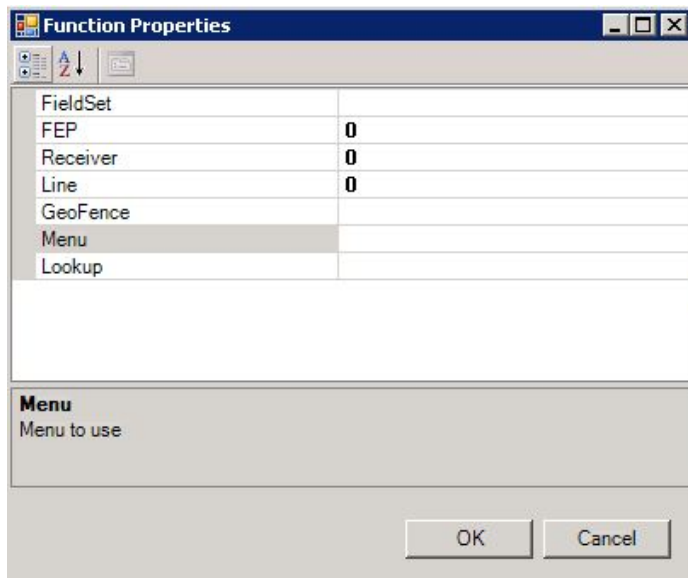 Function Properties
A Z
FieldSet
FEP 0
Receiver 0
Line 0
GeoFence
Menu
Lookup
Menu
Menu to use
OK Cancel